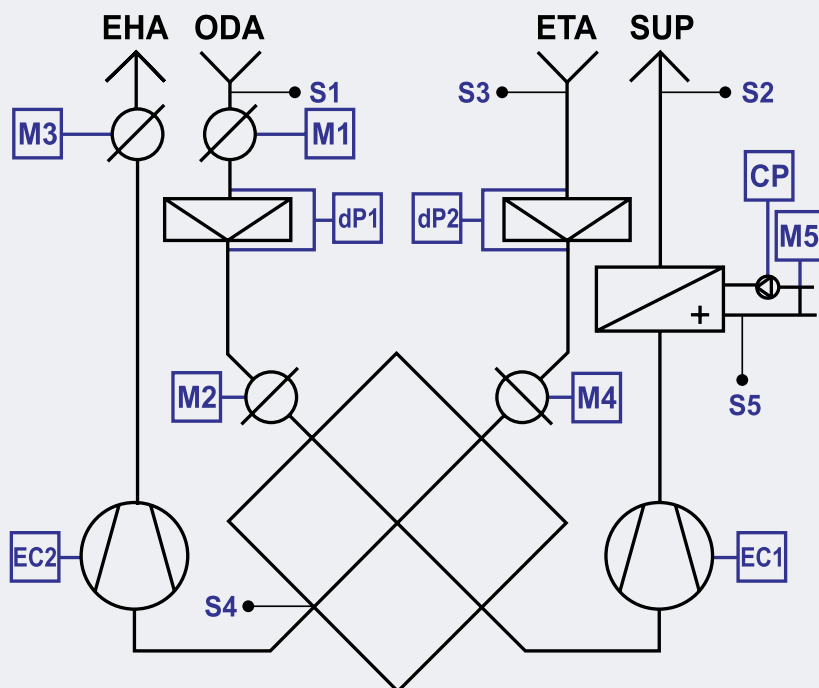 EHA ODA ETA SUP
S1 S3 S2
M3 M1
CP
dP1 dP2 M5
+
M2 M4 S5
EC2 EC1
S4